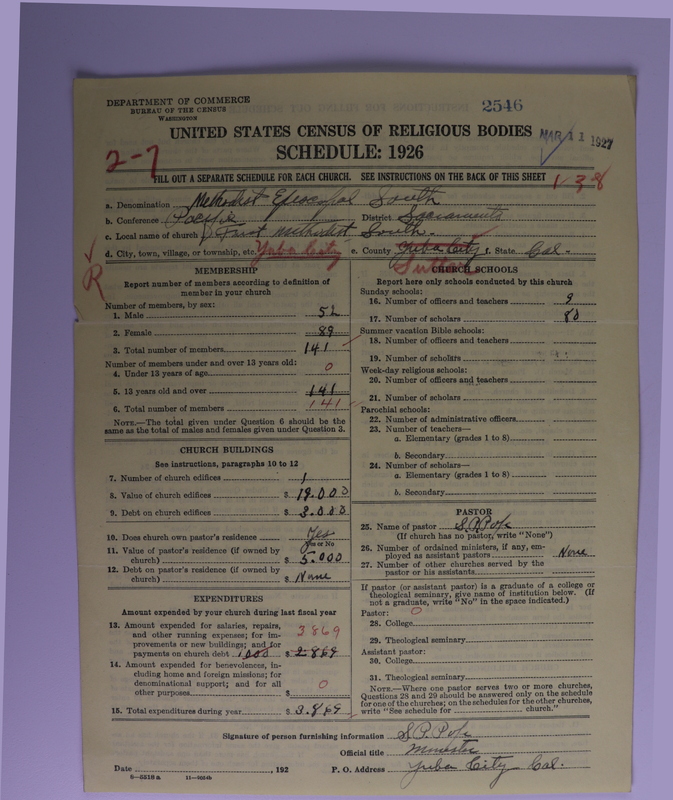 DEPARTMENT OF COMMERCE
BUREAU OF THE CENSUS
WASHINGTON
2546
UNITED STATES CENSUS OF RELIGIOUS BODIES
MAR 11 1927
SCHEDULE: 1926
2-7
FILL OUT A SEPARATE SCHEDULE FOR EACH CHURCH. SEE INSTRUCTIONS ON THE BACK OF THIS SHEET
1-3-8
a. Denomination Methodist Episcopal South
b. Conference Pacific District Sacramento
c. Local name of church First Methodist South.
d. City, town, village, or township, etc. Yuba City e. County Yuba City f. State Cal.
Sutter
R
MEMBERSHIP
Report number of members according to definition of
member in your church
Number of members, by sex:
1. Male 52
2. Female 89
3. Total number of members 141
Number of members under and over 13 years old:
4. Under 13 years of age 0
5. 13 years old and over 141
6. Total number of members 141
NOTE.—The total given under Question 6 should be the
same as the total of males and females given under Question 3.
CHURCH BUILDINGS
See instructions, paragraphs 10 to 12
7. Number of church edifices 1
8. Value of church edifices $ 19.000
9. Debt on church edifices $ 3.000
10. Does church own pastor's residence Yes
Yes or No
11. Value of pastor's residence (if owned by
church) $ 5.000
12. Debt on pastor's residence (if owned by
church) $ None
EXPENDITURES
Amount expended by your church during last fiscal year
13. Amount expended for salaries, repairs,
and other running expenses; for im- 3869
provements or new buildings; and for
payments on church debt 1000 $ 2869
14. Amount expended for benevolences, in-
cluding home and foreign missions; for
denominational support; and for all
other purposes $ 0
15. Total expenditures during year $ 3.869
CHURCH SCHOOLS
Report here only schools conducted by this church
Sunday schools:
16. Number of officers and teachers 9
17. Number of scholars 80
Summer vacation Bible schools:
18. Number of officers and teachers
19. Number of scholars
Week-day religious schools:
20. Number of officers and teachers
21. Number of scholars
Parochial schools:
22. Number of administrative officers
23. Number of teachers—
a. Elementary (grades 1 to 8)
b. Secondary
24. Number of scholars—
a. Elementary (grades 1 to 8)
b. Secondary
PASTOR
25. Name of pastor S.P. Pope
(If church has no pastor, write "None")
26. Number of ordained ministers, if any, em-
ployed as assistant pastors None
27. Number of other churches served by the
pastor or his assistants
If pastor (or assistant pastor) is a graduate of a college or
theological seminary, give name of institution below. (If
not a graduate, write "No" in the space indicated.)
Pastor: 0
28. College
29. Theological seminary
Assistant pastor:
30. College
31. Theological seminary
NOTE.—Where one pastor serves two or more churches,
Questions 28 and 29 should be answered only on the schedule
for one of the churches; on the schedules for the other churches,
write "See schedule for church."
Signature of person furnishing information S.P. Pope
Official title Minister
Date , 192 P. O. Address Yuba City Cal.
8-3518a